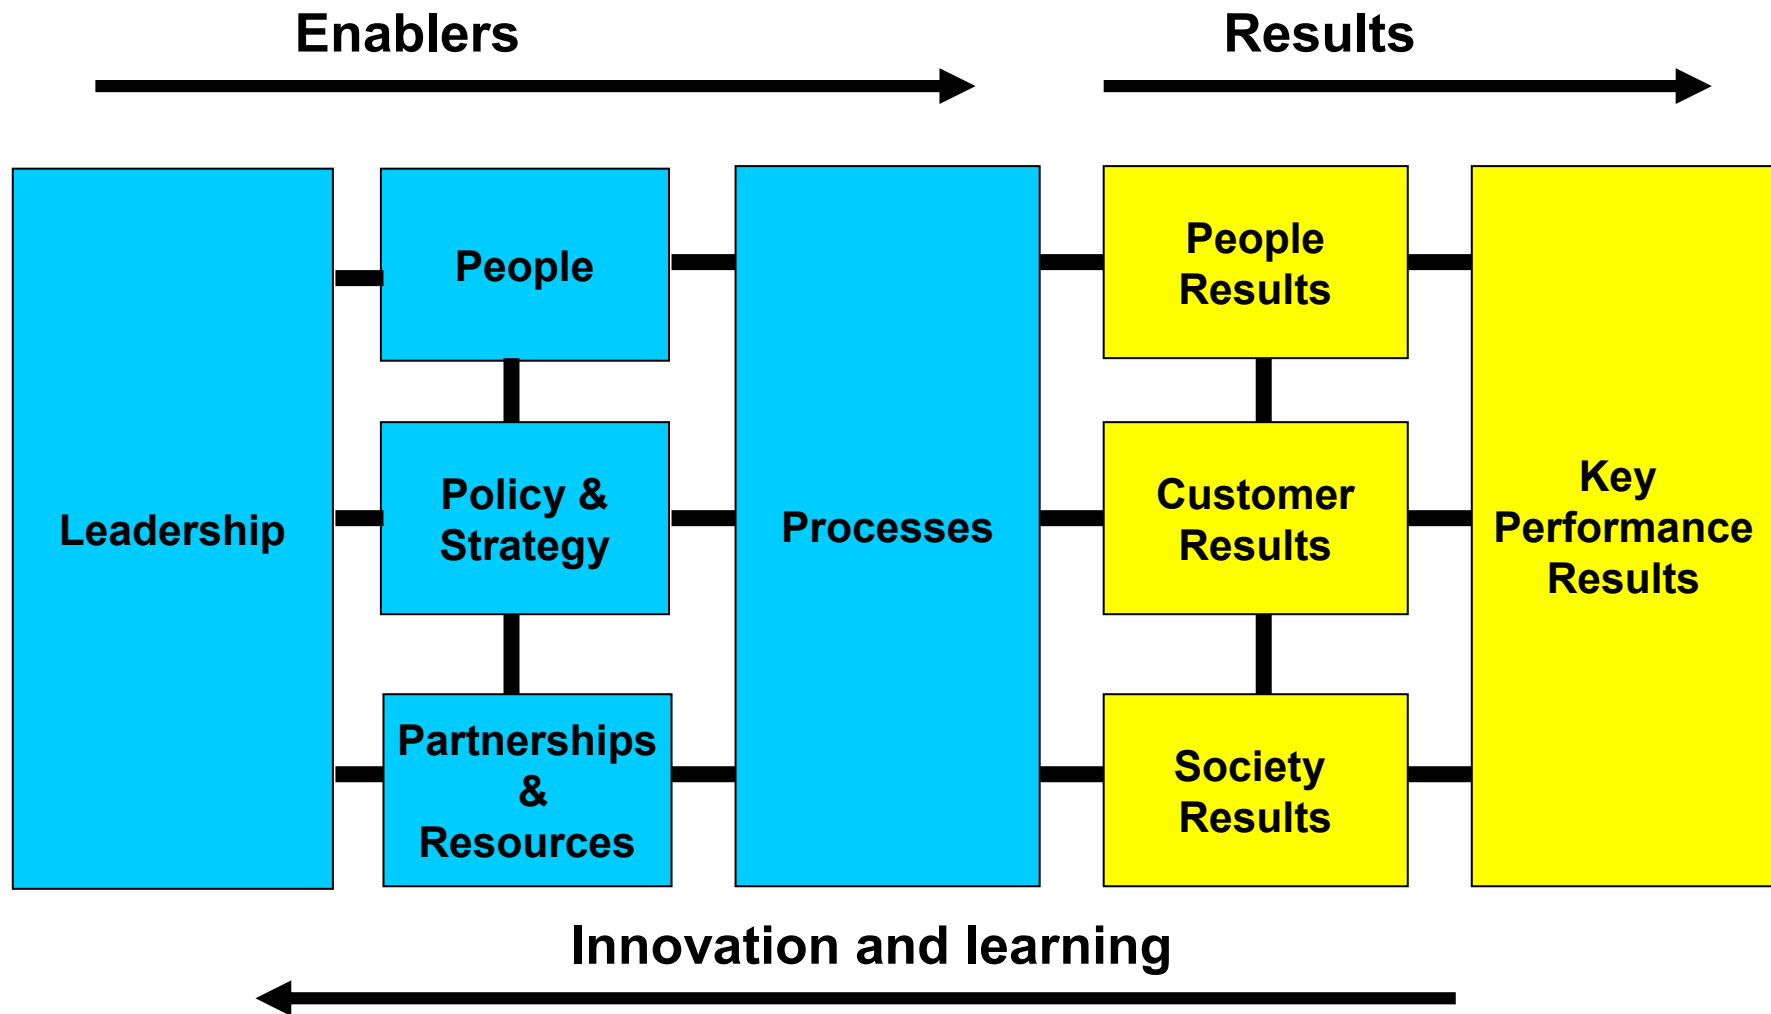 Enablers
Results
Leadership
People
Policy &
Strategy
Partnerships
&
Resources
Processes
People
Results
Customer
Results
Society
Results
Key
Performance
Results
Innovation and learning